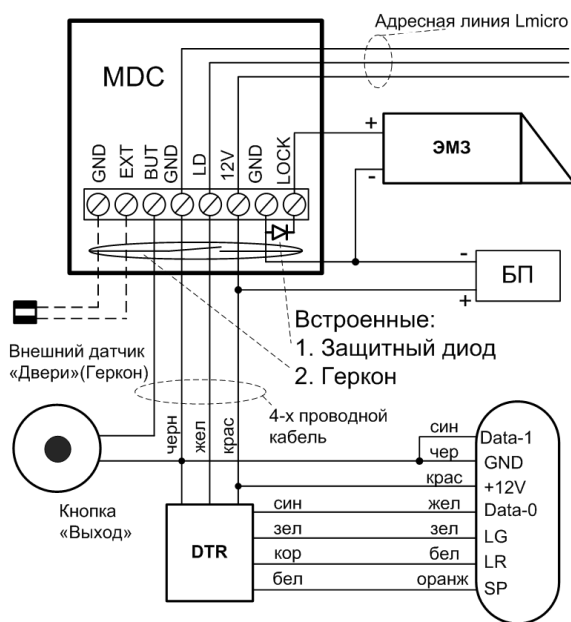 Адресная линия Lmicro
MDC
GND
EXT
BUT
GND
LD
12V
GND
LOCK
+
ЭМЗ
-
-
БП
+
Встроенные:
1. Защитный диод
2. Геркон
Внешний датчик
«Двери»(Геркон)
4-х проводной
кабель
черн
жел
крас
Кнопка
«Выход»
DTR
син
Data-1
чер
GND
крас
+12V
син
жел
Data-0
зел
зел
LG
кор
бел
LR
бел
оранж
SP